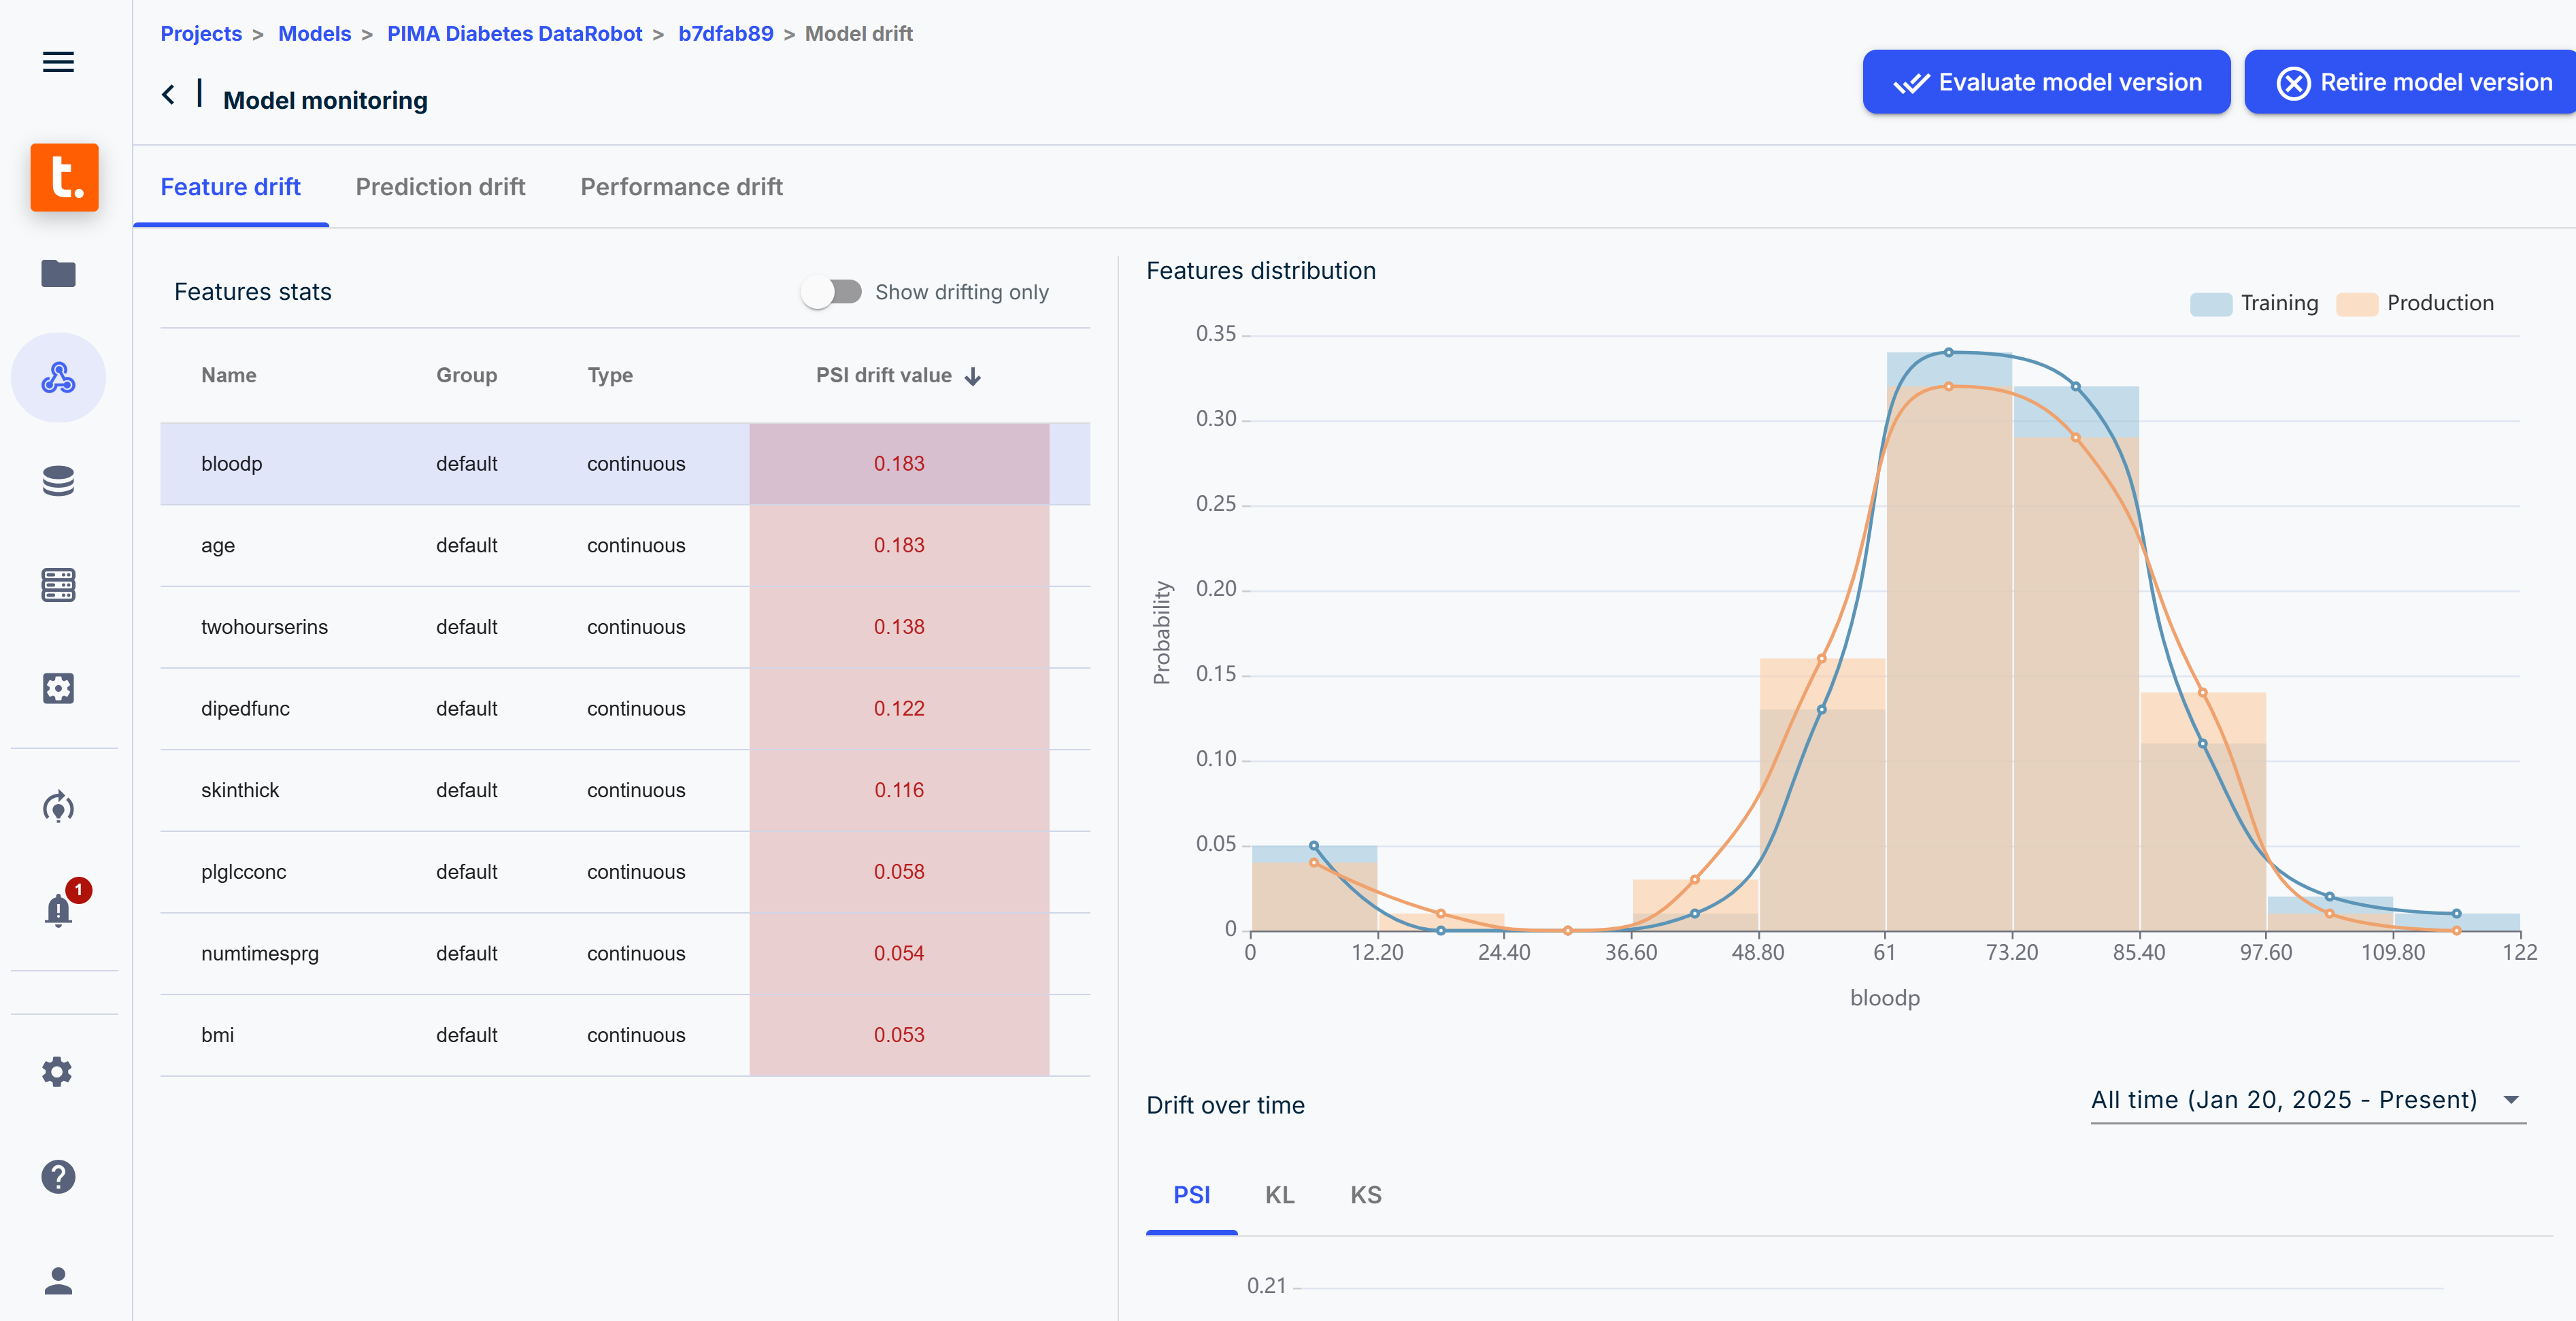 Projects > Models > PIMA Diabetes DataRobot > b7dfab89 > Model drift
Model monitoring
Evaluate model version
Retire model version
t.
Feature drift Prediction drift Performance drift
Features stats
Show drifting only
Name Group Type PSI drift value
bloodp default continuous 0.183
age default continuous 0.183
twohourserins default continuous 0.138
dipedfunc default continuous 0.122
skinthick default continuous 0.116
plglcconc default continuous 0.058
numtimesprg default continuous 0.054
bmi default continuous 0.053
1
Features distribution
Training Production
0.35
0.30
0.25
0.20
0.15
0.10
0.05
0
Probability
0 12.20 24.40 36.60 48.80 61 73.20 85.40 97.60 109.80 122
bloodp
Drift over time
All time (Jan 20, 2025 - Present)
PSI KL KS
0.21